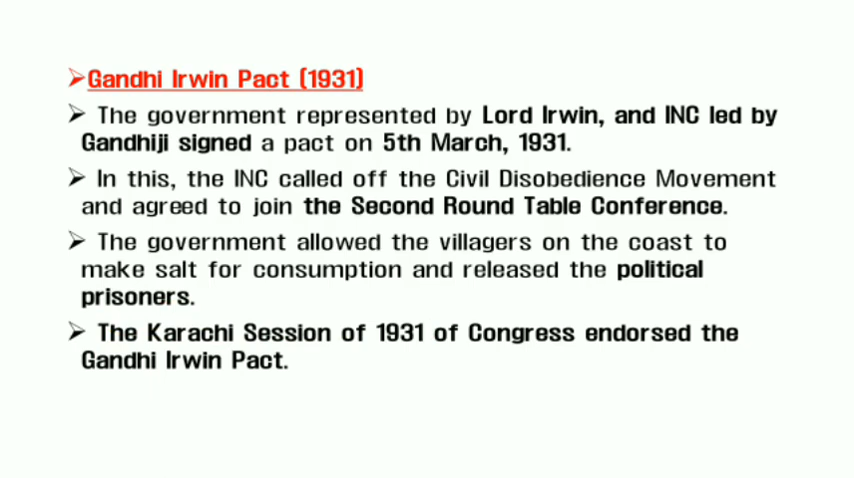 ➢Gandhi Irwin Pact (1931)
➢ The government represented by Lord Irwin, and INC led by
Gandhiji signed a pact on 5th March, 1931.
➢ In this, the INC called off the Civil Disobedience Movement
and agreed to join the Second Round Table Conference.
➢ The government allowed the villagers on the coast to
make salt for consumption and released the political
prisoners.
➢ The Karachi Session of 1931 of Congress endorsed the
Gandhi Irwin Pact.